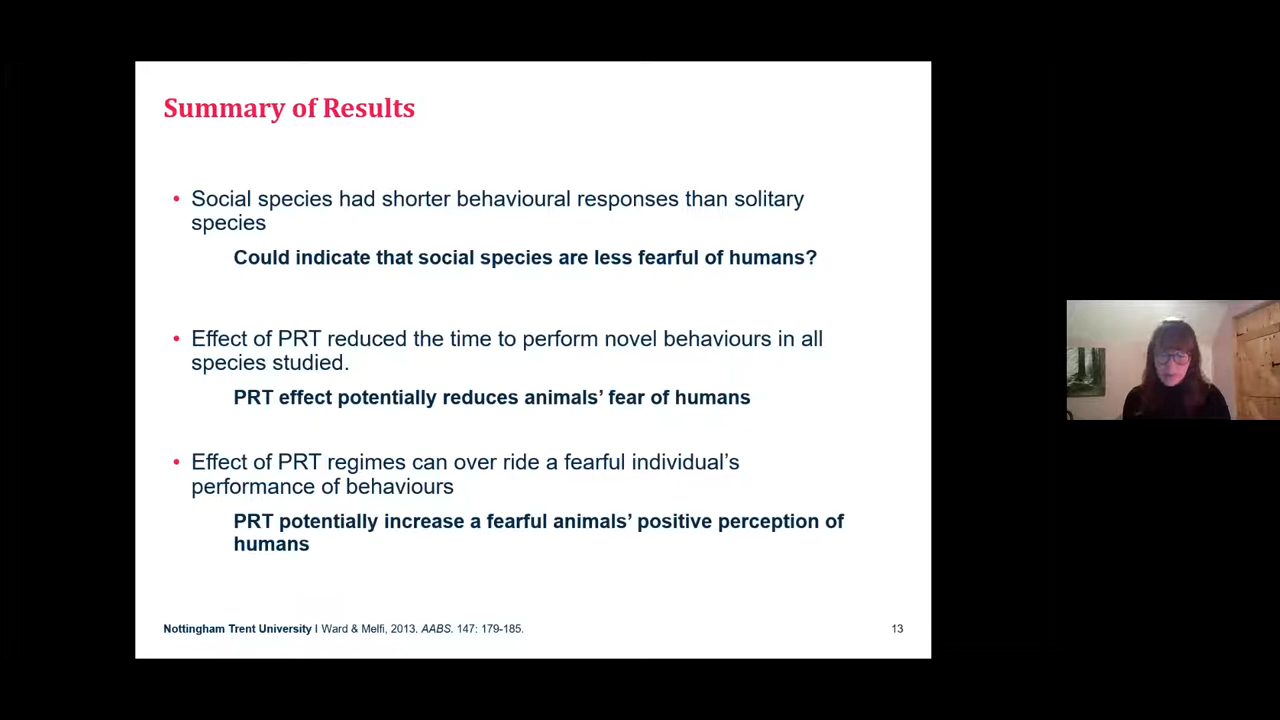 Summary of Results
• Social species had shorter behavioural responses than solitary
species
Could indicate that social species are less fearful of humans?
• Effect of PRT reduced the time to perform novel behaviours in all
species studied.
PRT effect potentially reduces animals’ fear of humans
• Effect of PRT regimes can over ride a fearful individual’s
performance of behaviours
PRT potentially increase a fearful animals’ positive perception of
humans
Nottingham Trent University I Ward & Melfi, 2013. AABS. 147: 179-185.
13